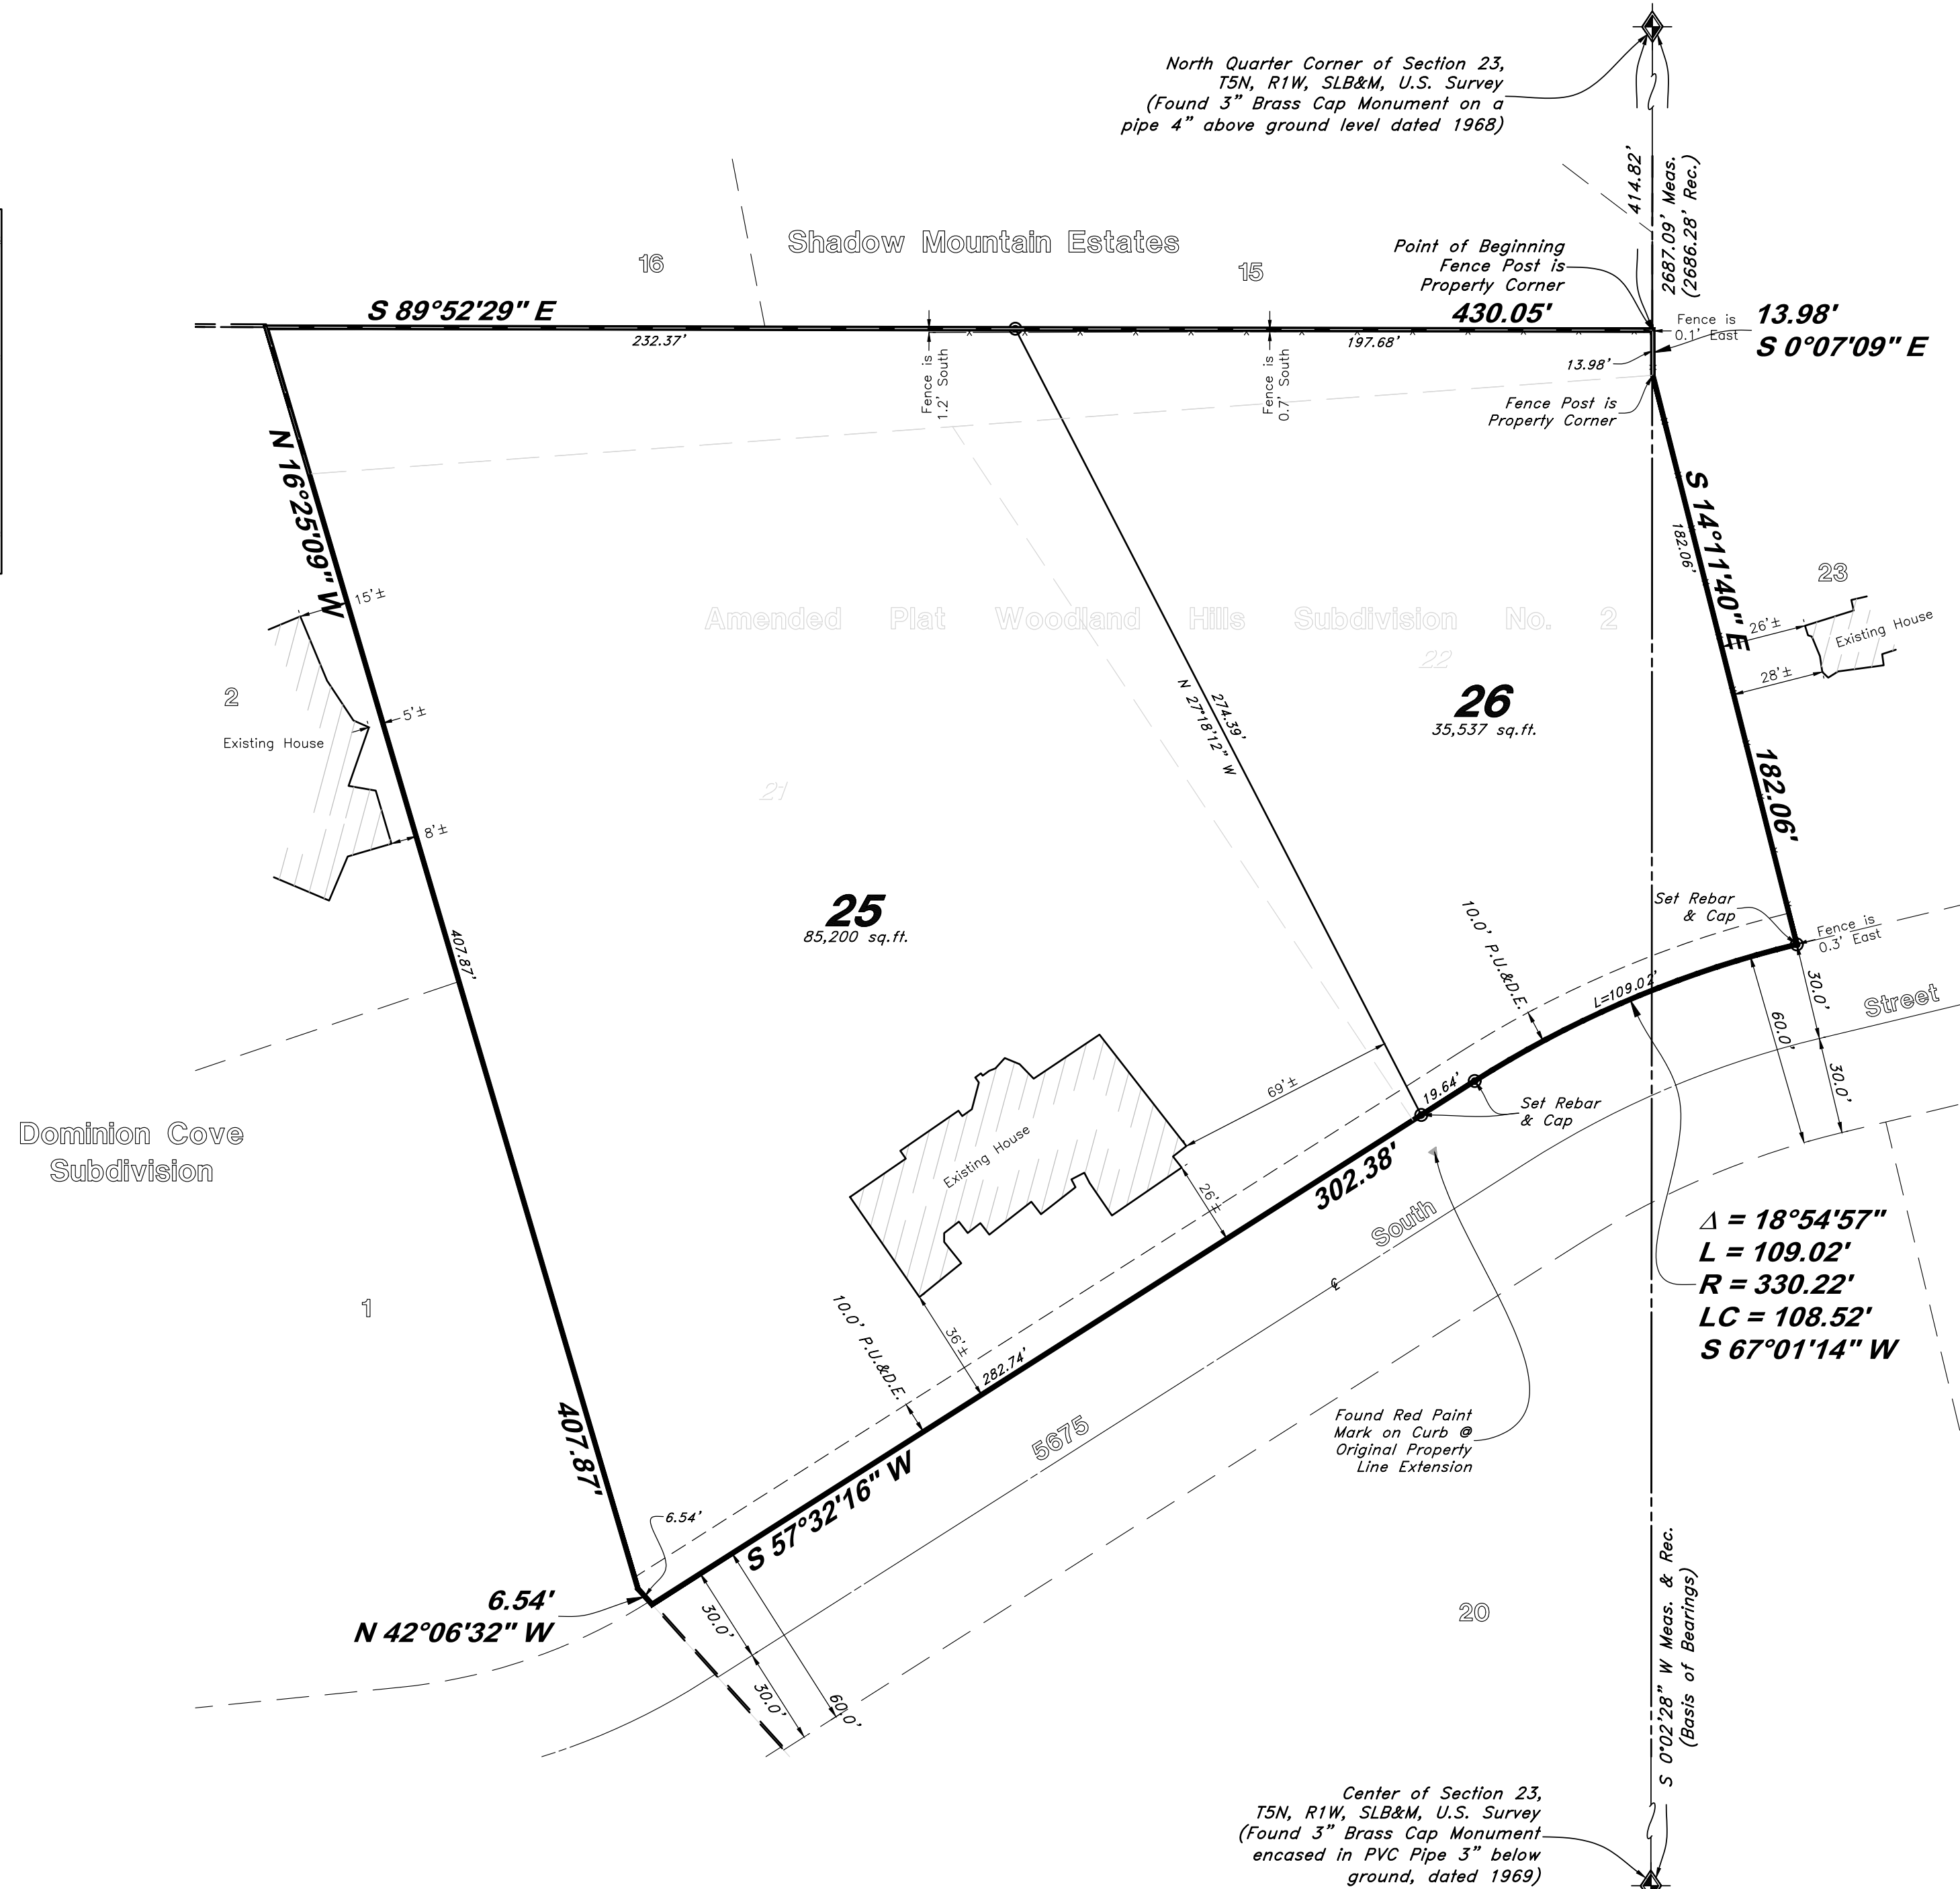 North Quarter Corner of Section 23,
T5N, R1W, SLB&M, U.S. Survey
(Found 3" Brass Cap Monument on a
pipe 4" above ground level dated 1968)
414.82'
2687.09' Meas.
(2686.28' Rec.)
Shadow Mountain Estates
16
15
Point of Beginning
Fence Post is
Property Corner
S 89°52'29" E
430.05'
232.37'
197.68'
Fence is
0.1' East
13.98'
S 0°07'09" E
13.98'
Fence is
1.2' South
Fence is
0.7' South
Fence Post is
Property Corner
N 16°25'09" W
S 14°11'40" E
182.06'
23
15'±
26'±
Existing House
28'±
Amended Plat Woodland Hills Subdivision No. 2
22
26
35,537 sq.ft.
2
5'±
Existing House
274.39'
N 27°18'12" W
21
182.06'
8'±
25
85,200 sq.ft.
407.87'
10.0' P.U.&D.E.
Set Rebar
& Cap
Fence is
0.3' East
L=109.02'
30.0'
Street
60.0'
30.0'
69'±
19.64'
Set Rebar
& Cap
Dominion Cove
Subdivision
Existing House
302.38'
26'±
South
Δ = 18°54'57"
L = 109.02'
R = 330.22'
LC = 108.52'
S 67°01'14" W
1
10.0' P.U.&D.E.
36'±
282.74'
℄
Found Red Paint
Mark on Curb @
Original Property
Line Extension
5675
407.87'
S 57°32'16" W
6.54'
6.54'
N 42°06'32" W
30.0'
30.0'
60.0'
20
S 0°02'28" W Meas. & Rec.
(Basis of Bearings)
Center of Section 23,
T5N, R1W, SLB&M, U.S. Survey
(Found 3" Brass Cap Monument
encased in PVC Pipe 3" below
ground, dated 1969)